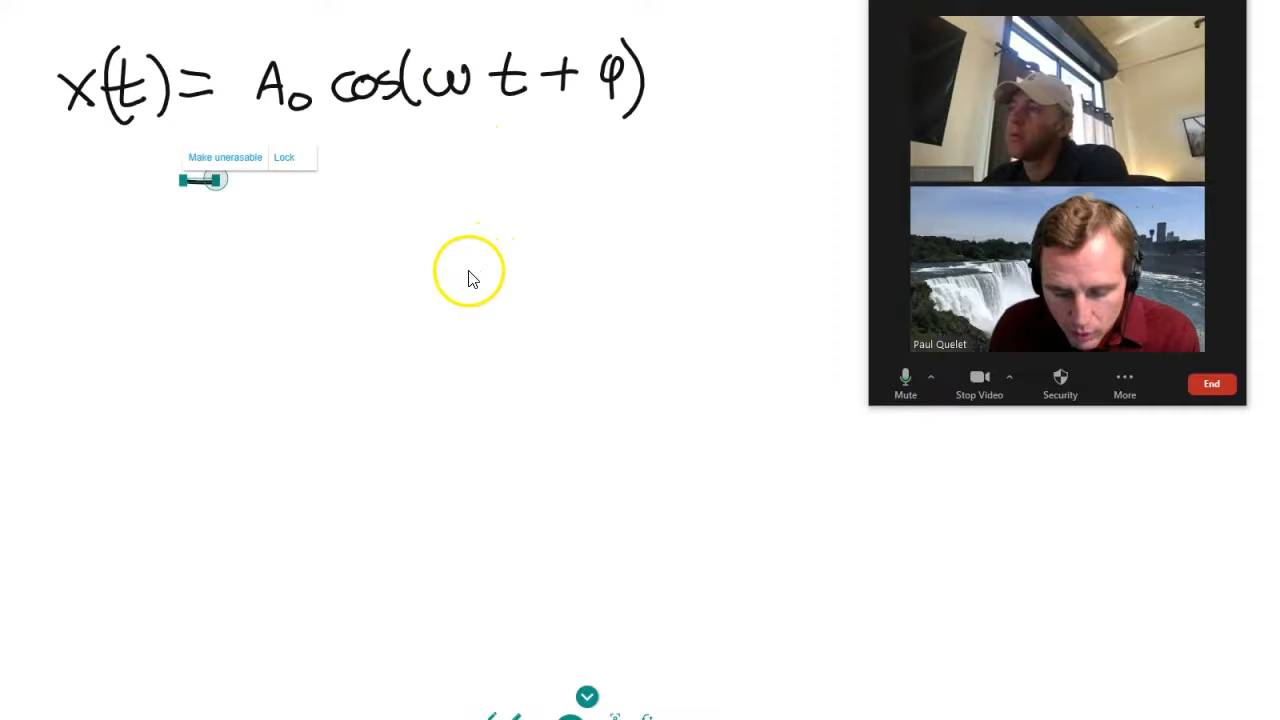 x(t) = A₀ cos(ω t + φ)
Make unerasable Lock
Paul Quelet
Mute Stop Video Security More End